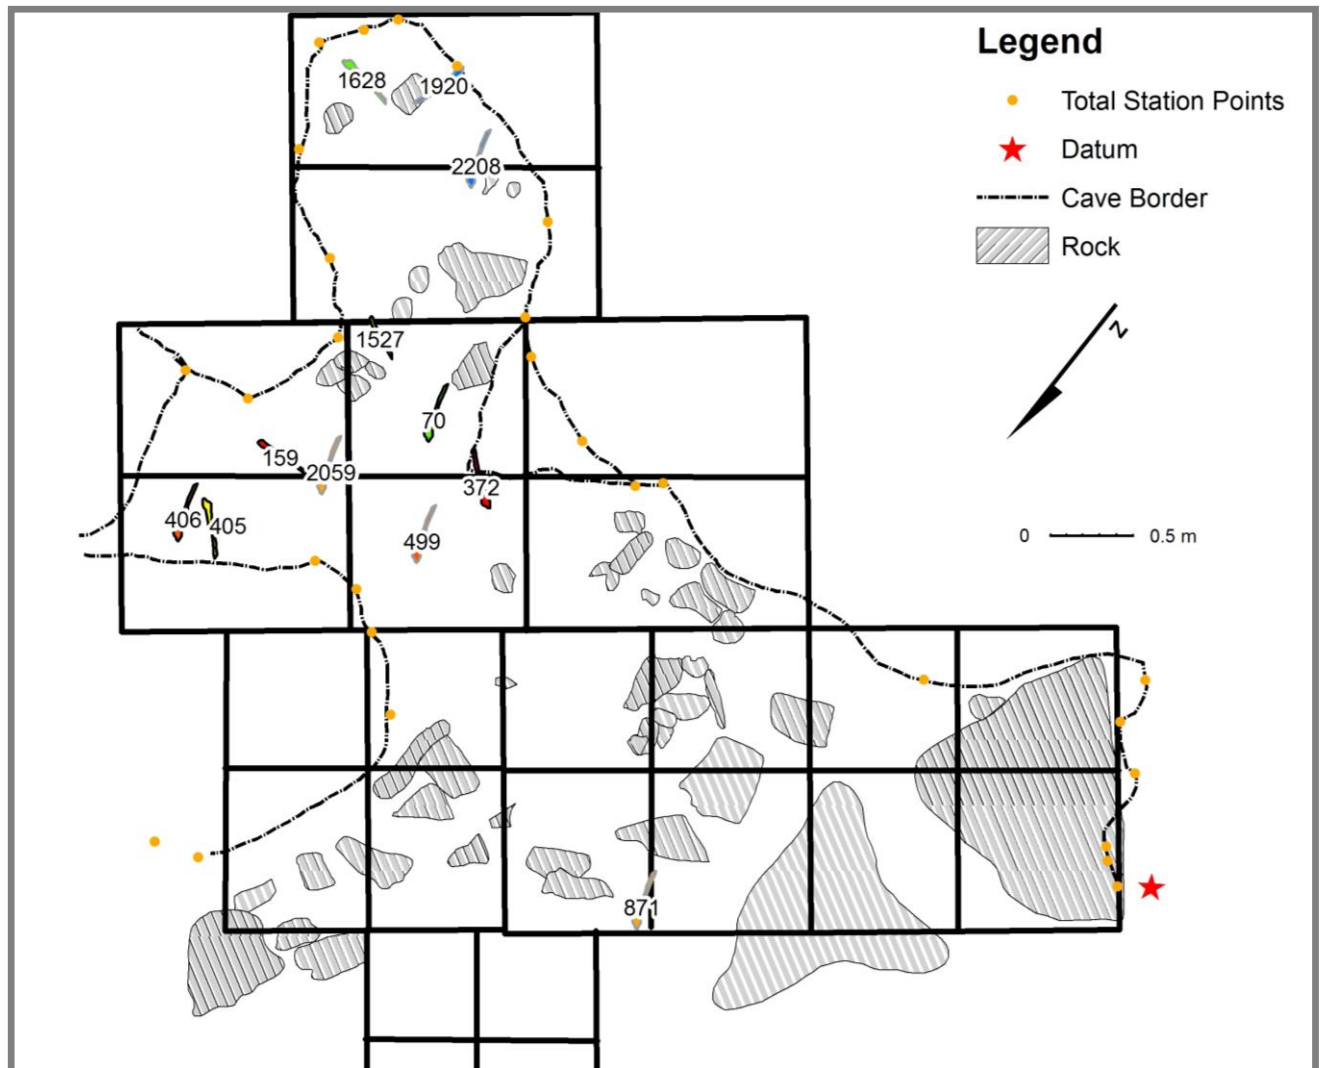 Legend
Total Station Points
Datum
Cave Border
Rock
N
0 0.5 m
1628
1920
2208
1527
70
159
2059
372
406
405
499
871